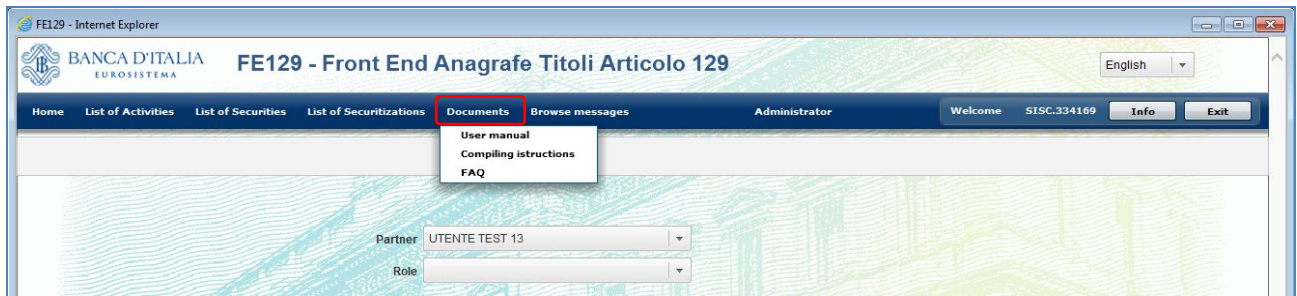 FE129 - Internet Explorer
BANCA D'ITALIA
EUROSISTEMA
FE129 - Front End Anagrafe Titoli Articolo 129
English
Home List of Activities List of Securities List of Securitizations Documents Browse messages Administrator Welcome SISC.334169 Info Exit
User manual
Compiling istructions
FAQ
Partner UTENTE TEST 13
Role